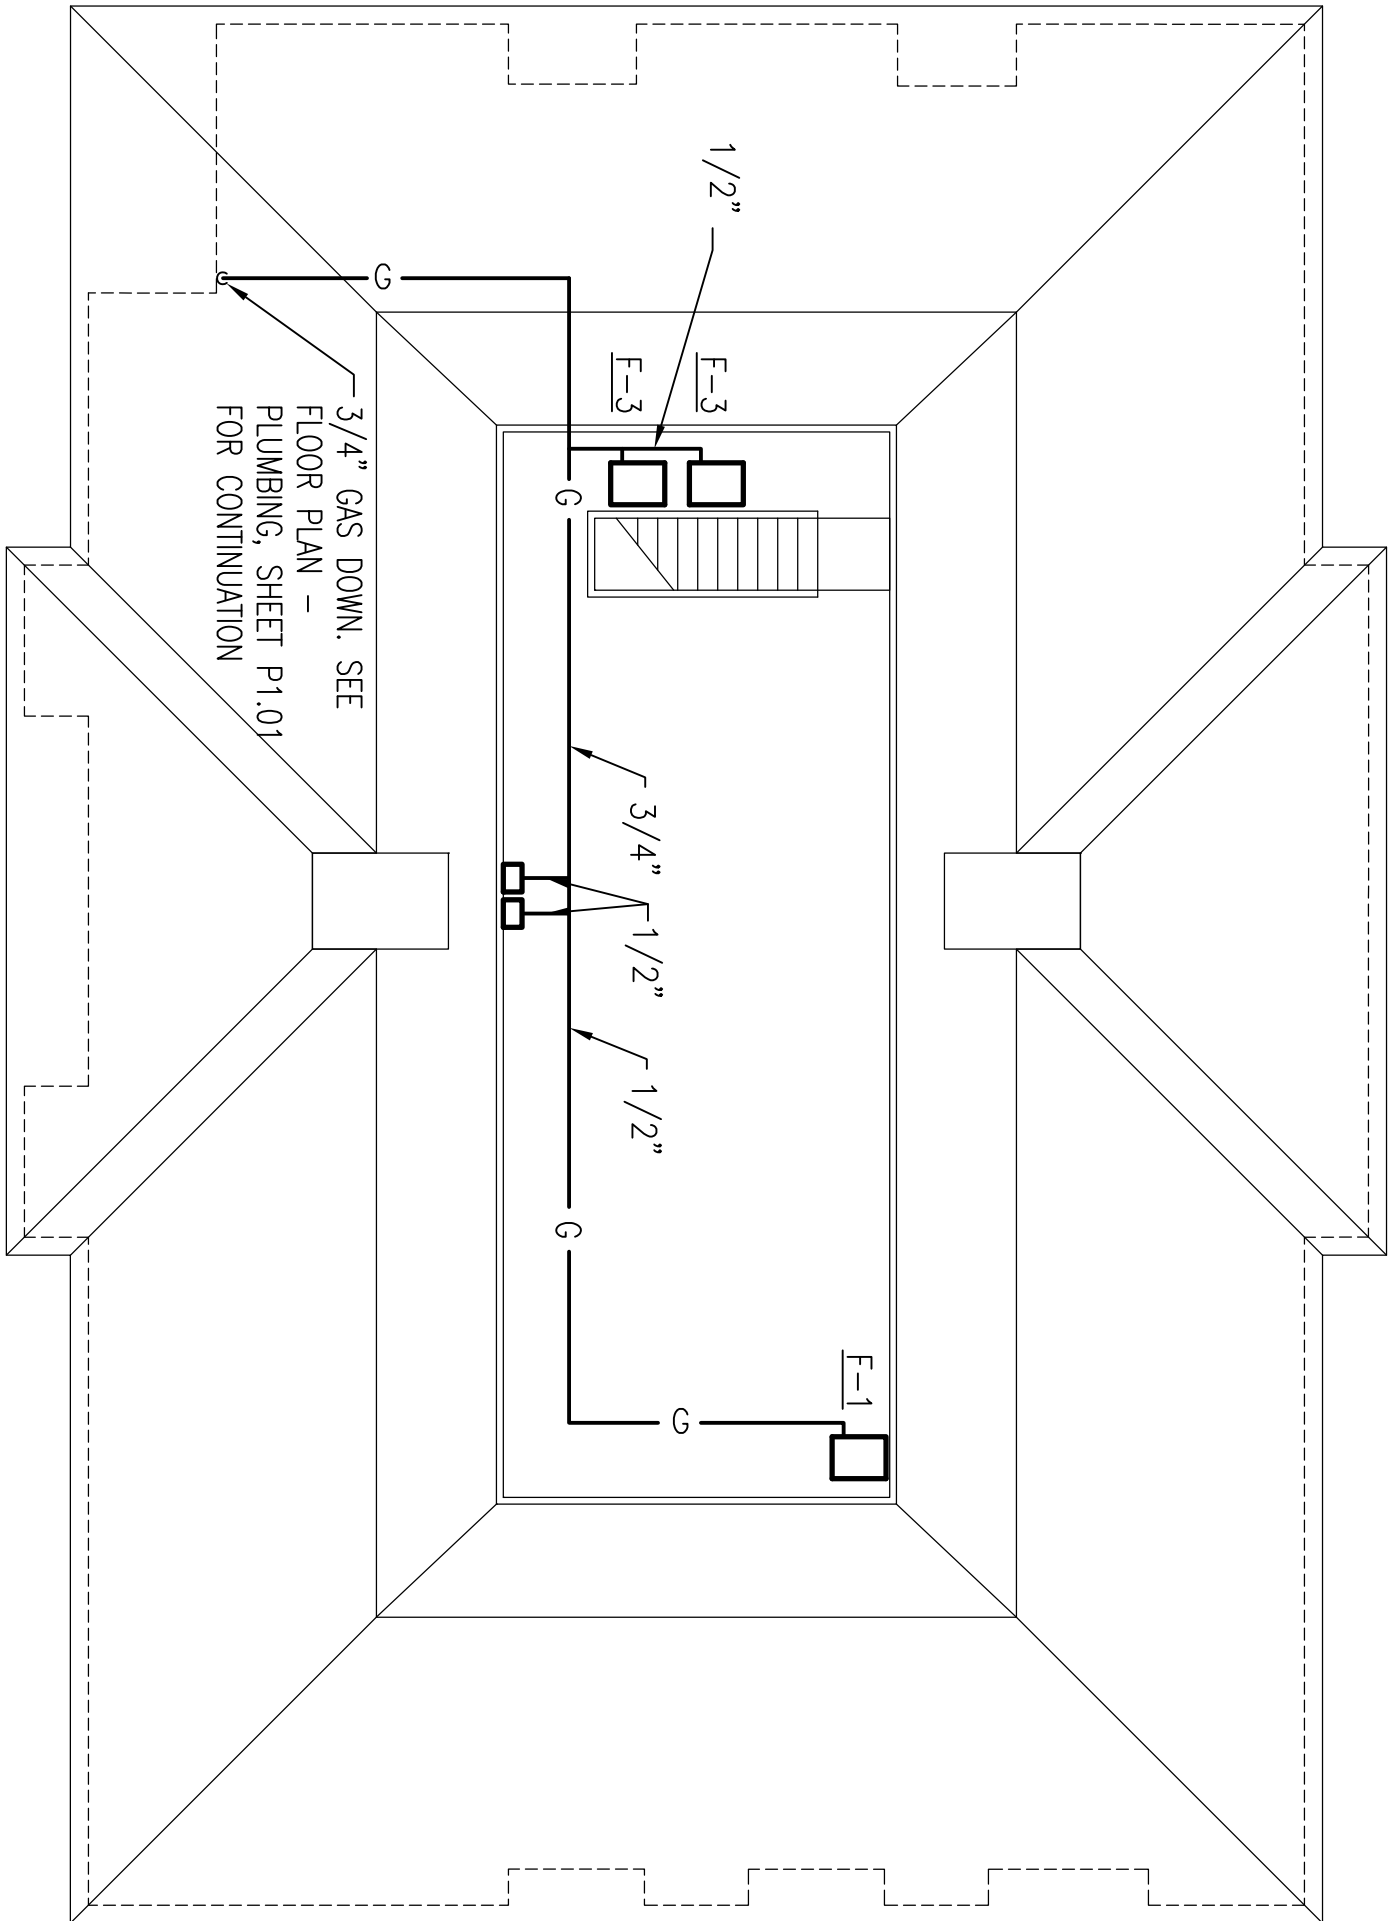 1/2”
F-3
F-3
G
3/4” GAS DOWN. SEE
FLOOR PLAN -
PLUMBING, SHEET P1.01
FOR CONTINUATION
G
3/4”
1/2”
1/2”
G
F-1
G